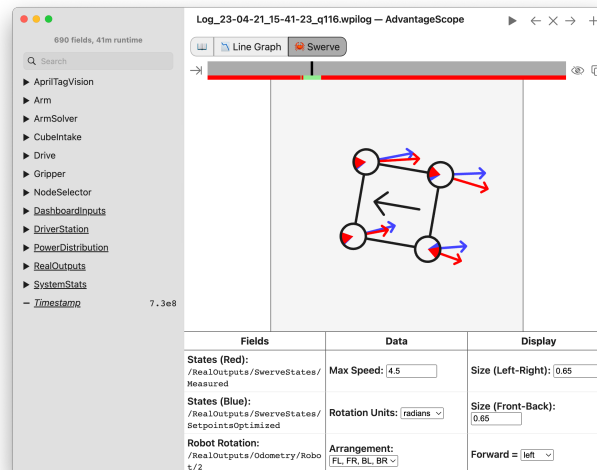 Log_23-04-21_15-41-23_q116.wpilog — AdvantageScope
690 fields, 41m runtime
Search
AprilTagVision
Arm
ArmSolver
CubeIntake
Drive
Gripper
NodeSelector
DashboardInputs
DriverStation
PowerDistribution
RealOutputs
SystemStats
Timestamp 7.3e8
Line Graph
Swerve
Fields Data Display
States (Red):
/RealOutputs/SwerveStates/
Measured
Max Speed: 4.5
Size (Left-Right): 0.65
States (Blue):
/RealOutputs/SwerveStates/
SetpointsOptimized
Rotation Units: radians
Size (Front-Back):
0.65
Robot Rotation:
/RealOutputs/Odometry/Robo
t/2
Arrangement:
FL, FR, BL, BR
Forward = left